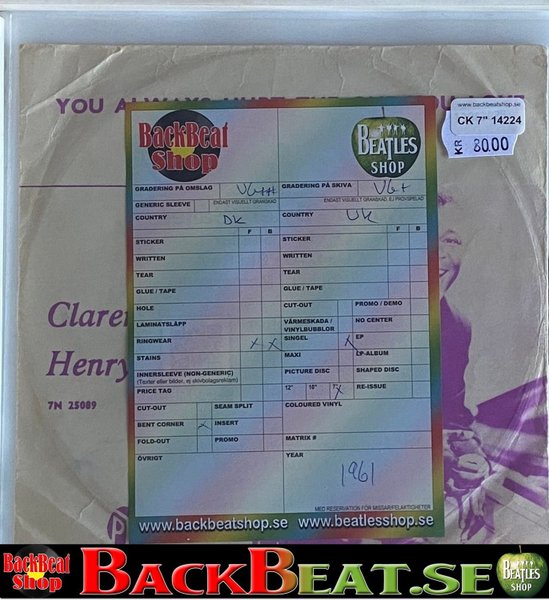 YOU ALWAYS HURT THE ONE YOU LOVE
www.backbeatshop.se
CK 7" 14224
KR 80.00
BackBeat
Shop
BEATLES
SHOP
GRADERING PÅ OMSLAG VG++
GRADERING PÅ SKIVA VG+
GENERIC SLEEVE
ENDAST VISUELLT GRANSKAD
ENDAST VISUELLT GRANSKAD, EJ PROVSPELAD
COUNTRY DK
F B
STICKER
WRITTEN
TEAR
GLUE / TAPE
HOLE
LAMINATSLÄPP
RINGWEAR X X
STAINS
INNERSLEEVE (NON-GENERIC)
(Texter eller bilder, ej skivbolagsreklam)
PRICE TAG
CUT-OUT SEAM SPLIT
BENT CORNER X INSERT
FOLD-OUT PROMO
ÖVRIGT
COUNTRY UK
F B
STICKER
WRITTEN
TEAR
GLUE / TAPE
CUT-OUT PROMO / DEMO
VÄRMESKADA / VINYLBUBBLOR NO CENTER
SINGEL X EP
MAXI LP-ALBUM
PICTURE DISC SHAPED DISC
12" 10" 7" X RE-ISSUE
COLOURED VINYL
MATRIX #
YEAR
1961
MED RESERVATION FÖR MISSAR/FELAKTIGHETER
www.backbeatshop.se www.beatlesshop.se
Clare
Henry
7N 25089
BackBeat
Shop
BACKBEAT.SE
BEATLES
SHOP